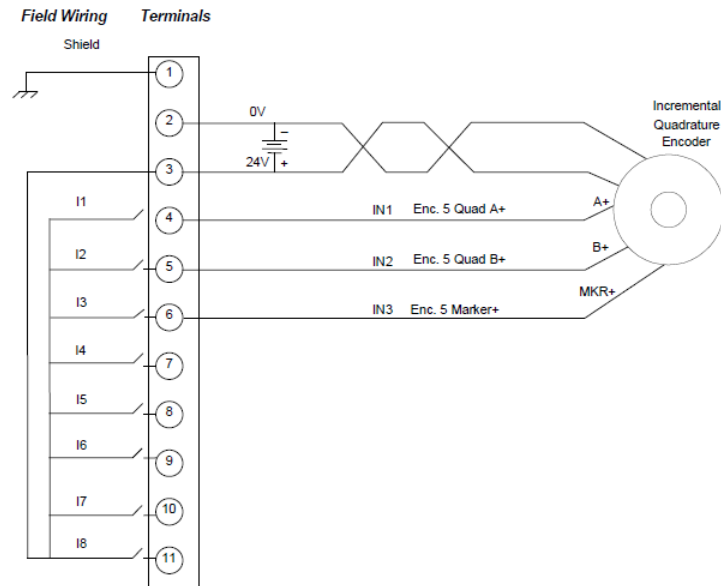 Field Wiring Terminals
Shield
1
2
0V
−
24V +
3
Incremental
Quadrature
Encoder
I1
4
IN1 Enc. 5 Quad A+
A+
I2
5
IN2 Enc. 5 Quad B+
B+
I3
6
IN3 Enc. 5 Marker+
MKR+
I4
7
I5
8
I6
9
I7
10
I8
11